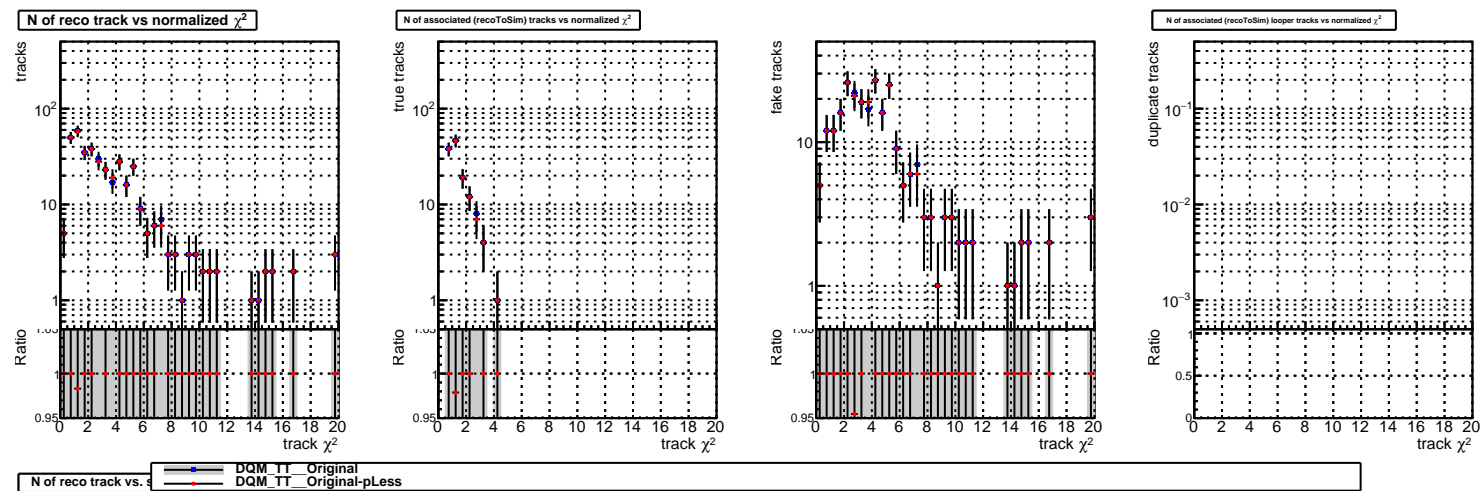 N of reco track vs normalized χ²
N of associated (recoToSim) tracks vs normalized χ²
N of associated (recoToSim) looper tracks vs normalized χ²
tracks
10²
10
1
Ratio
1.05
1
0.95
0 2 4 6 8 10 12 14 16 18 20
track χ²
true tracks
10²
10
1
Ratio
1
0.95
0 2 4 6 8 10 12 14 16 18 20
track χ²
fake tracks
10
1
Ratio
1
0.95
0 2 4 6 8 10 12 14 16 18 20
track χ²
duplicate tracks
10⁻¹
10⁻²
10⁻³
Ratio
1
0.5
0
0 2 4 6 8 10 12 14 16 18 20
track χ²
N of reco track vs. s
DQM_TT__Original
DQM_TT__Original-pLess